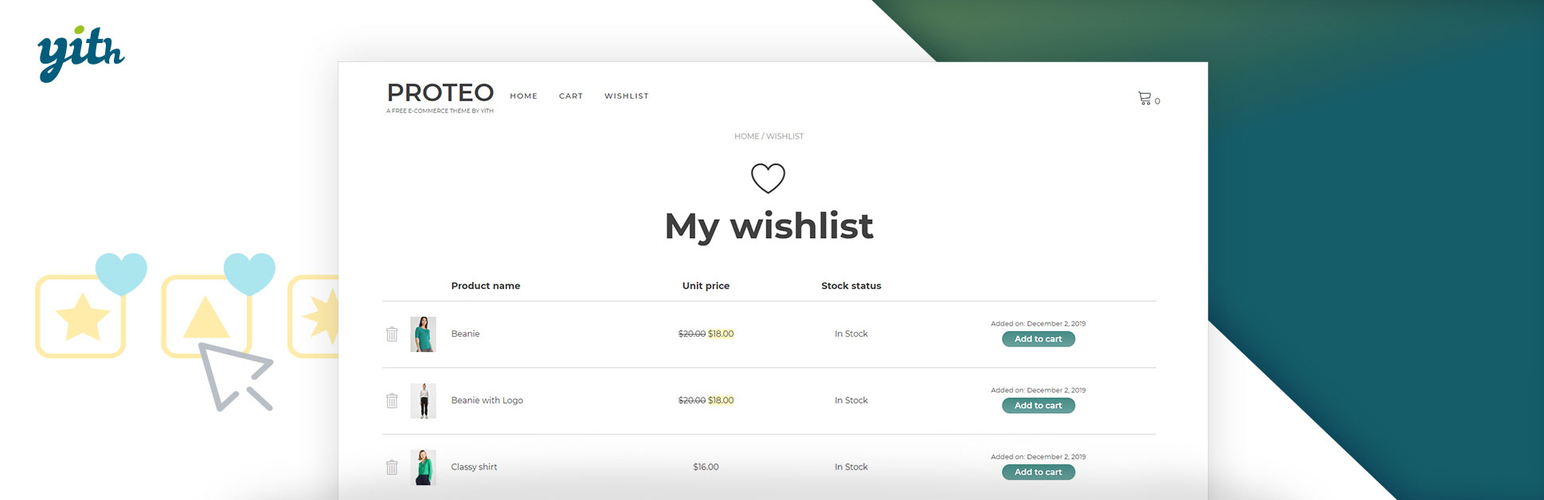 yith
PROTEO
A FREE E-COMMERCE THEME BY YITH
HOME CART WISHLIST
0
HOME / WISHLIST
My wishlist
Product name Unit price Stock status
Added on: December 2, 2019
Beanie $20.00 $18.00 In Stock Add to cart
Added on: December 2, 2019
Beanie with Logo $20.00 $18.00 In Stock Add to cart
Added on: December 2, 2019
Classy shirt $16.00 In Stock Add to cart